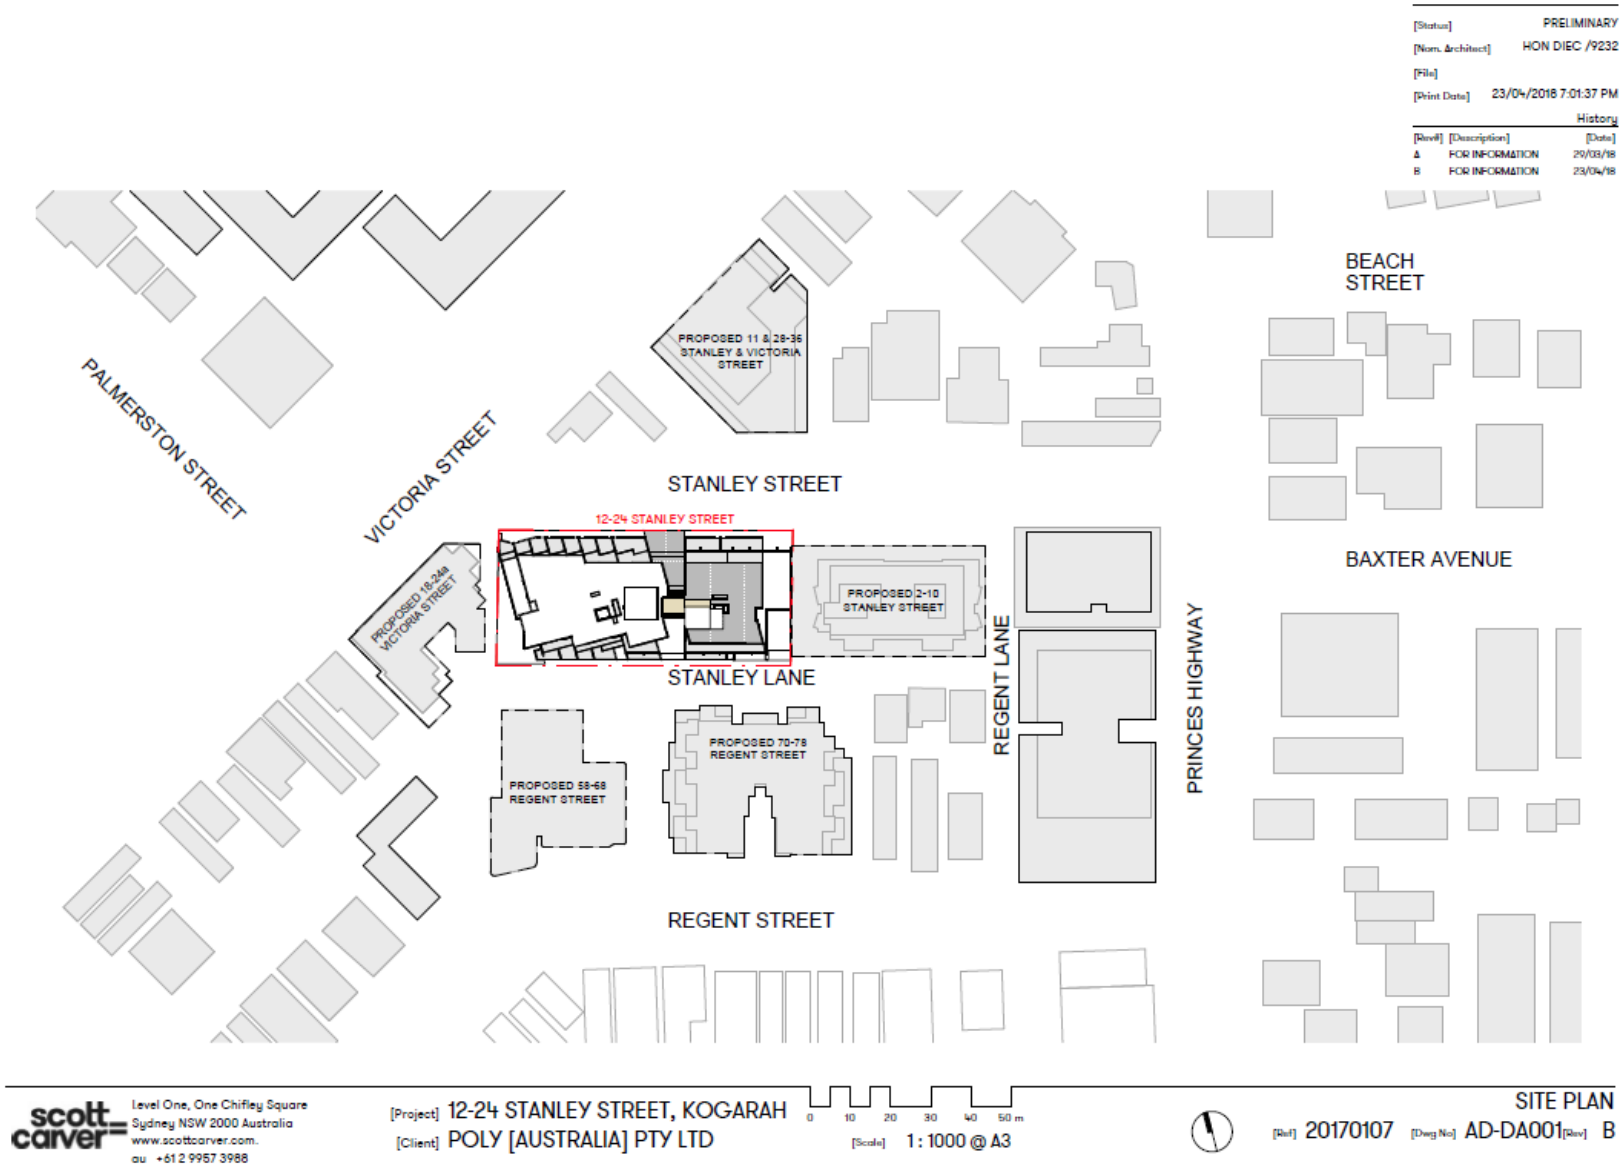 [Status] PRELIMINARY
[Nom. Architect] HON DIEC /9232
[File]
[Print Date] 23/04/2018 7:01:37 PM
History
[Rev#] [Description] [Date]
A FOR INFORMATION 29/03/18
B FOR INFORMATION 23/04/18
BEACH
STREET
PROPOSED 11 & 28-36
STANLEY & VICTORIA
STREET
PALMERSTON STREET
VICTORIA STREET
STANLEY STREET
12-24 STANLEY STREET
BAXTER AVENUE
PROPOSED 18-24a
VICTORIA STREET
PROPOSED 2-10
STANLEY STREET
REGENT LANE
PRINCES HIGHWAY
STANLEY LANE
PROPOSED 70-78
REGENT STREET
PROPOSED 58-68
REGENT STREET
REGENT STREET
scott
carver
Level One, One Chifley Square
Sydney NSW 2000 Australia
www.scottcarver.com.
au +61 2 9957 3988
[Project] 12-24 STANLEY STREET, KOGARAH
[Client] POLY [AUSTRALIA] PTY LTD
0 10 20 30 40 50 m
[Scale] 1 : 1000 @ A3
SITE PLAN
[Ref] 20170107 [Dwg No] AD-DA001 [Rev] B